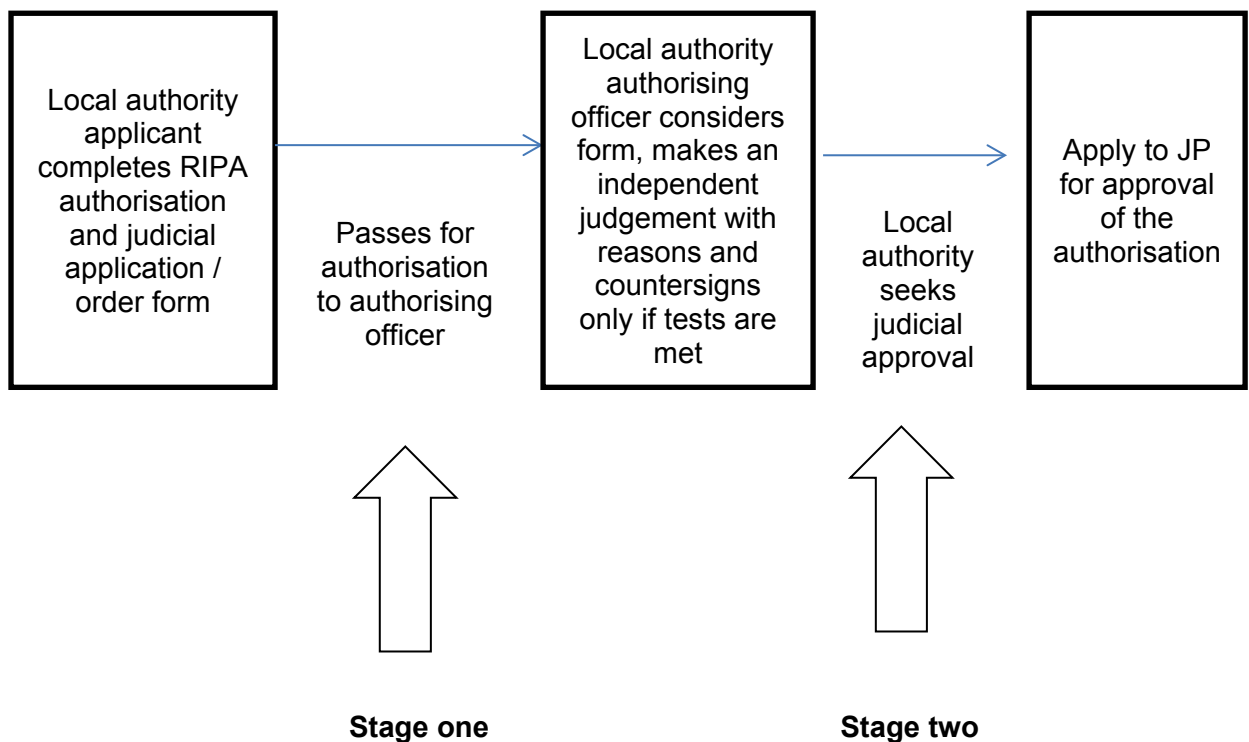 Local authority
applicant
completes RIPA
authorisation
and judicial
application /
order form
Passes for
authorisation
to authorising
officer
Local authority
authorising
officer considers
form, makes an
independent
judgement with
reasons and
countersigns
only if tests are
met
Local
authority
seeks
judicial
approval
Apply to JP
for approval
of the
authorisation
Stage one
Stage two